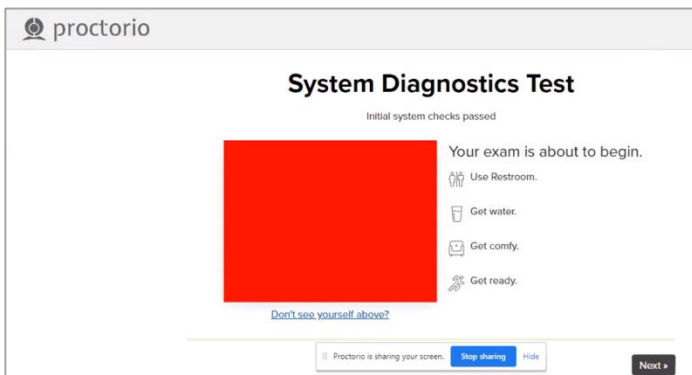 proctorio
System Diagnostics Test
Initial system checks passed
Your exam is about to begin.
Use Restroom.
Get water.
Get comfy.
Get ready.
Don't see yourself above?
Proctorio is sharing your screen. Stop sharing Hide
Next »